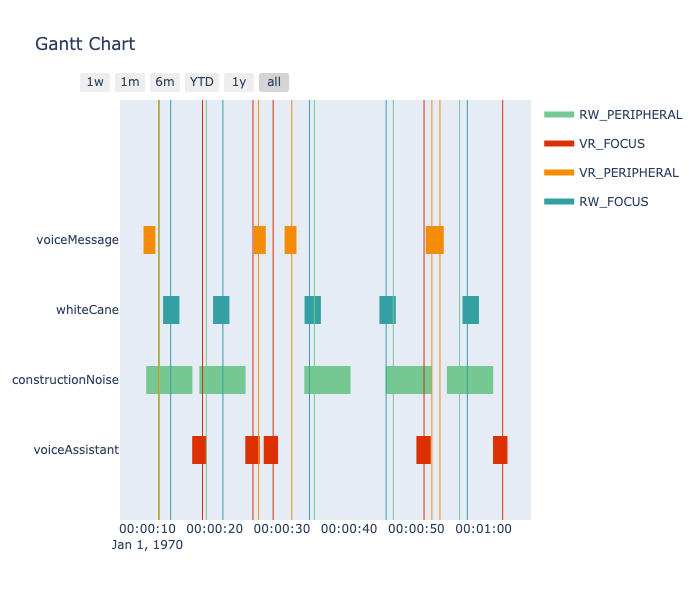 Gantt Chart
1w 1m 6m YTD 1y all
RW_PERIPHERAL
VR_FOCUS
VR_PERIPHERAL
RW_FOCUS
voiceMessage
whiteCane
constructionNoise
voiceAssistant
00:00:10 00:00:20 00:00:30 00:00:40 00:00:50 00:01:00
Jan 1, 1970